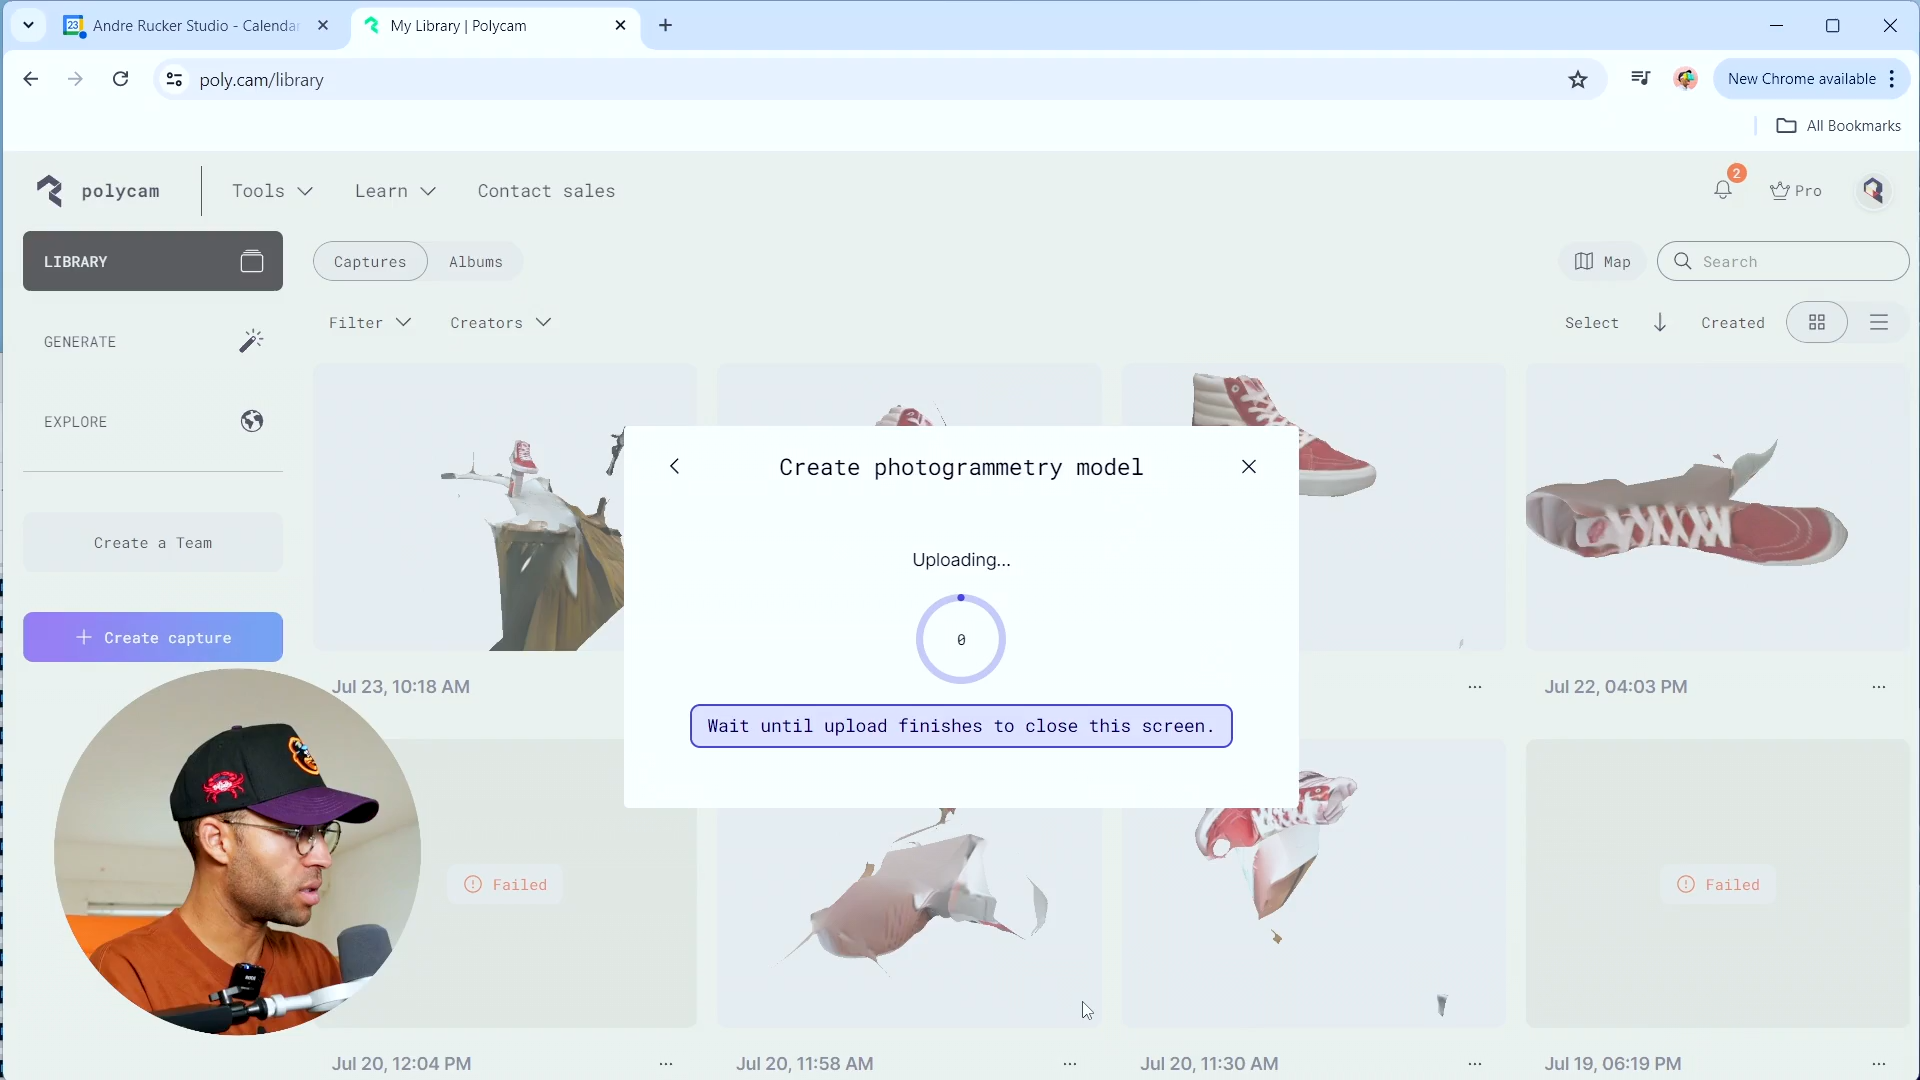 23
Andre Rucker Studio - Calendar
My Library | Polycam
poly.cam/library
New Chrome available
All Bookmarks
polycam
Tools
Learn
Contact sales
2
Pro
LIBRARY
Captures
Albums
Map
Search
GENERATE
Filter
Creators
Select
Created
EXPLORE
Create a Team
Create capture
Create photogrammetry model
Uploading...
0
Wait until upload finishes to close this screen.
Jul 23, 10:18 AM
Jul 22, 04:03 PM
Failed
Failed
Jul 20, 12:04 PM
Jul 20, 11:58 AM
Jul 20, 11:30 AM
Jul 19, 06:19 PM